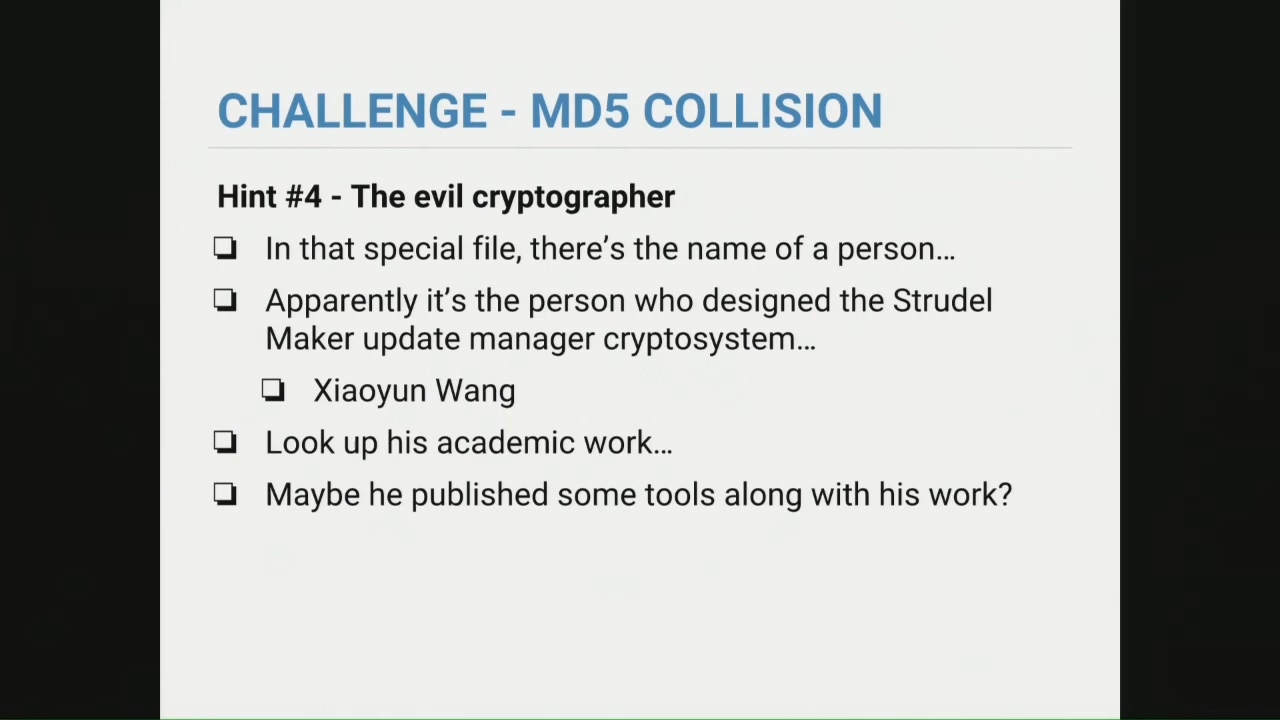 CHALLENGE - MD5 COLLISION
Hint #4 - The evil cryptographer
❏ In that special file, there’s the name of a person…
❏ Apparently it’s the person who designed the Strudel
Maker update manager cryptosystem…
❏ Xiaoyun Wang
❏ Look up his academic work…
❏ Maybe he published some tools along with his work?